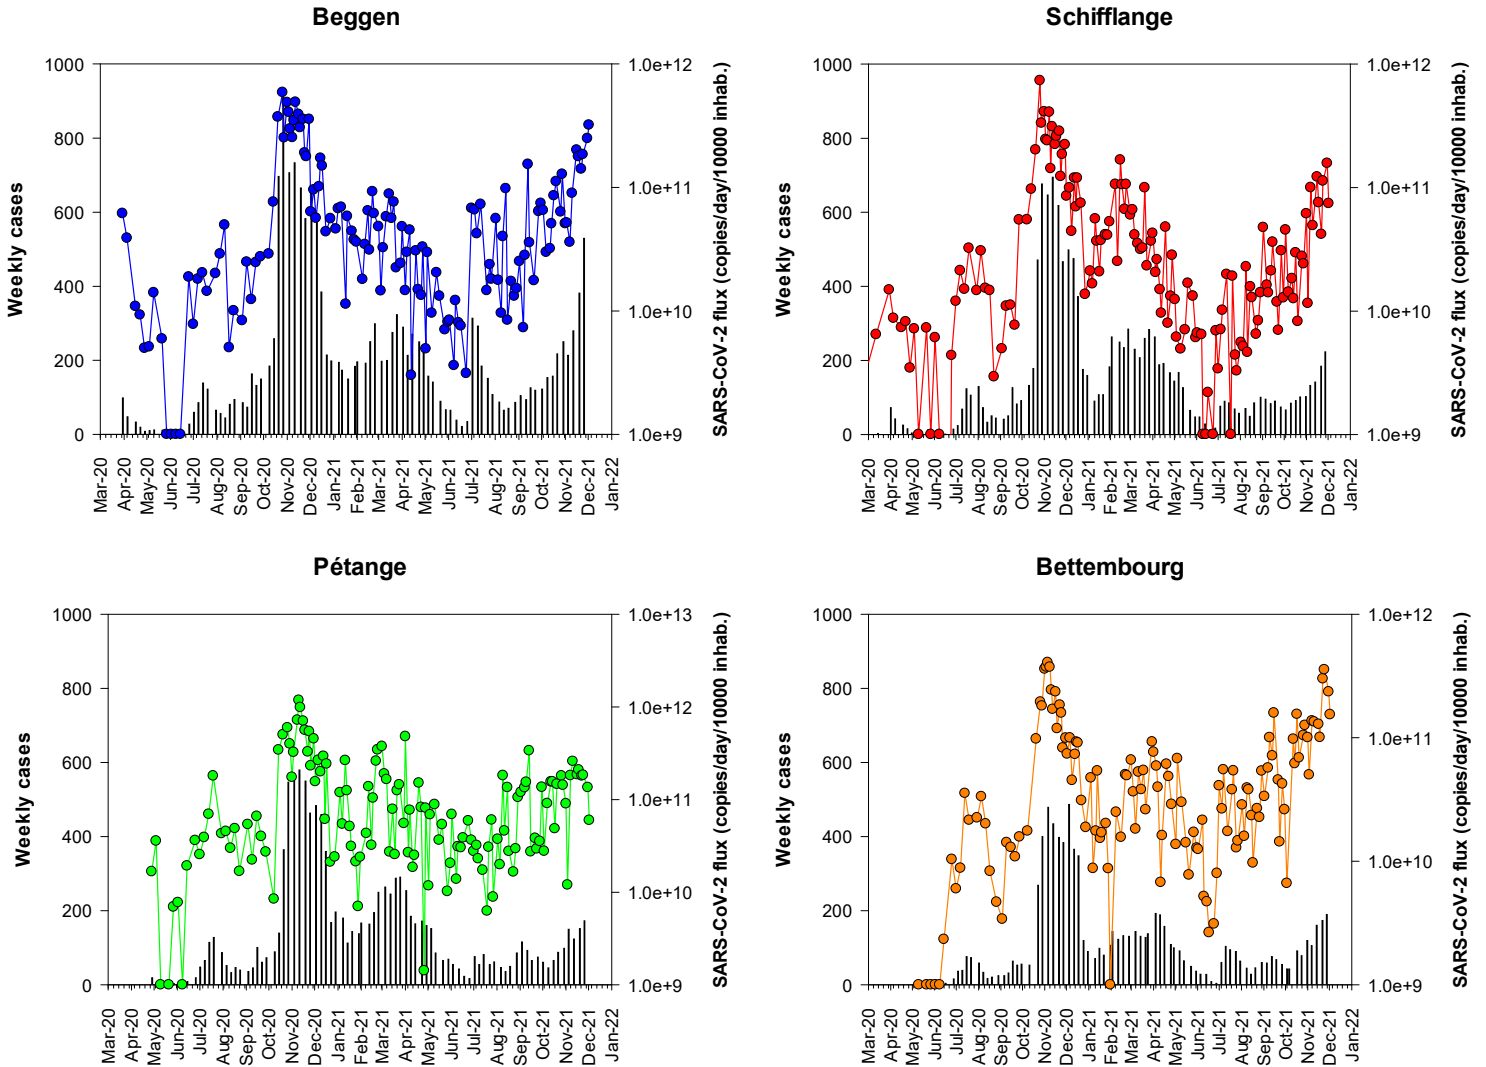 Beggen
Weekly cases
1000
800
600
400
200
0
1.0e+12
1.0e+11
1.0e+10
1.0e+9
SARS-CoV-2 flux (copies/day/10000 inhab.)
Mar-20
Apr-20
May-20
Jun-20
Jul-20
Aug-20
Sep-20
Oct-20
Nov-20
Dec-20
Jan-21
Feb-21
Mar-21
Apr-21
May-21
Jun-21
Jul-21
Aug-21
Sep-21
Oct-21
Nov-21
Dec-21
Jan-22
Schifflange
Weekly cases
1000
800
600
400
200
0
1.0e+12
1.0e+11
1.0e+10
1.0e+9
SARS-CoV-2 flux (copies/day/10000 inhab.)
Mar-20
Apr-20
May-20
Jun-20
Jul-20
Aug-20
Sep-20
Oct-20
Nov-20
Dec-20
Jan-21
Feb-21
Mar-21
Apr-21
May-21
Jun-21
Jul-21
Aug-21
Sep-21
Oct-21
Nov-21
Dec-21
Jan-22
Pétange
Weekly cases
1000
800
600
400
200
0
1.0e+13
1.0e+12
1.0e+11
1.0e+10
1.0e+9
SARS-CoV-2 flux (copies/day/10000 inhab.)
Mar-20
Apr-20
May-20
Jun-20
Jul-20
Aug-20
Sep-20
Oct-20
Nov-20
Dec-20
Jan-21
Feb-21
Mar-21
Apr-21
May-21
Jun-21
Jul-21
Aug-21
Sep-21
Oct-21
Nov-21
Dec-21
Jan-22
Bettembourg
Weekly cases
1000
800
600
400
200
0
1.0e+12
1.0e+11
1.0e+10
1.0e+9
SARS-CoV-2 flux (copies/day/10000 inhab.)
Mar-20
Apr-20
May-20
Jun-20
Jul-20
Aug-20
Sep-20
Oct-20
Nov-20
Dec-20
Jan-21
Feb-21
Mar-21
Apr-21
May-21
Jun-21
Jul-21
Aug-21
Sep-21
Oct-21
Nov-21
Dec-21
Jan-22